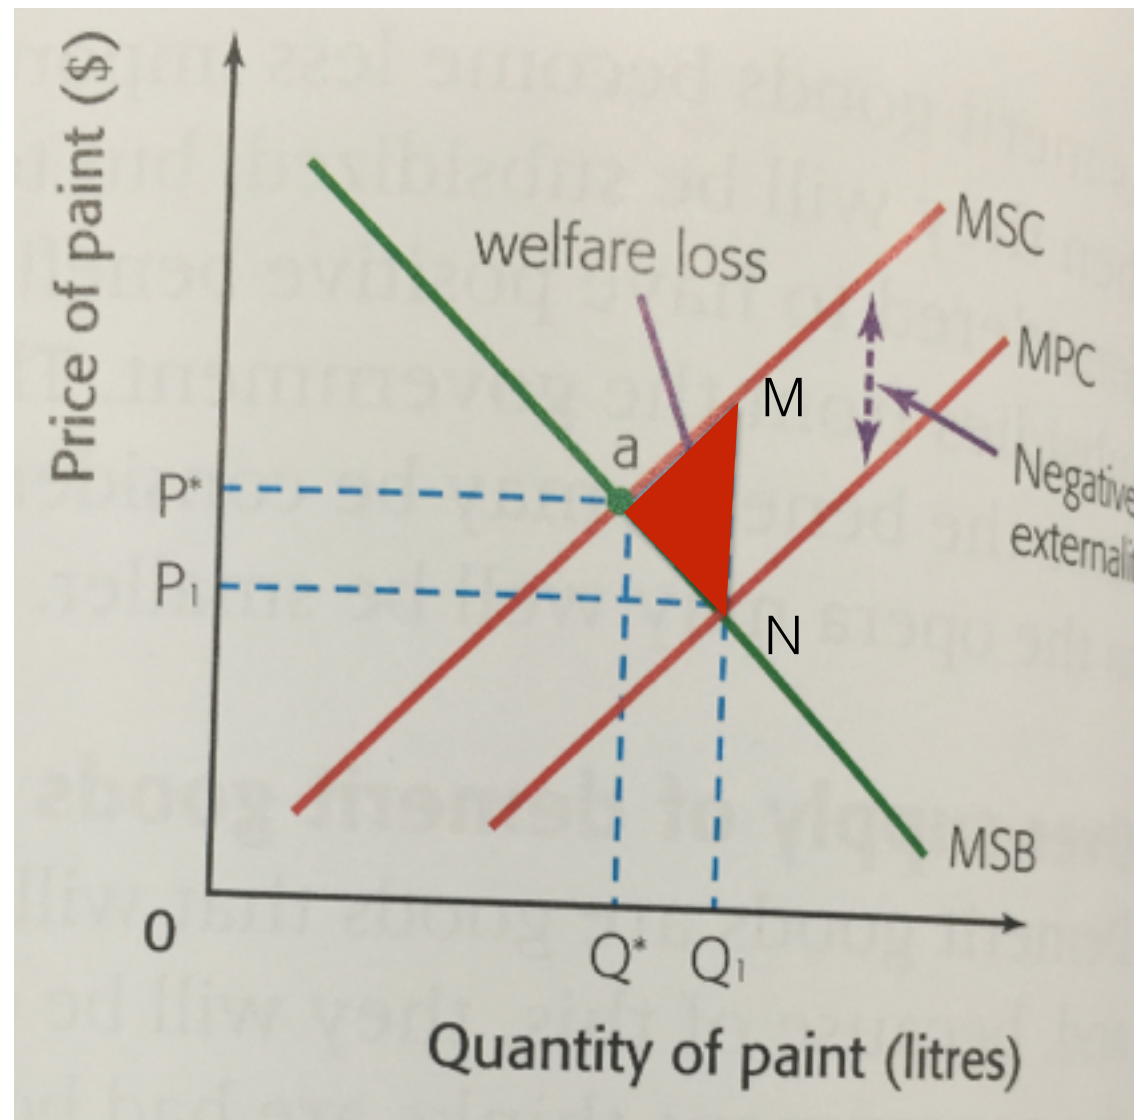 Price of paint ($)
welfare loss
MSC
MPC
M
a
P*
P₁
Negative
N
MSB
0
Q*
Q₁
Quantity of paint (litres)